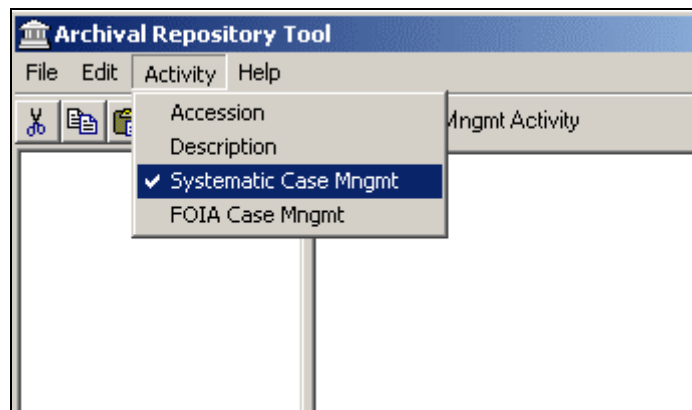 Archival Repository Tool
File Edit Activity Help
Accession
Mngmt Activity
Description
Systematic Case Mngmt
FOIA Case Mngmt